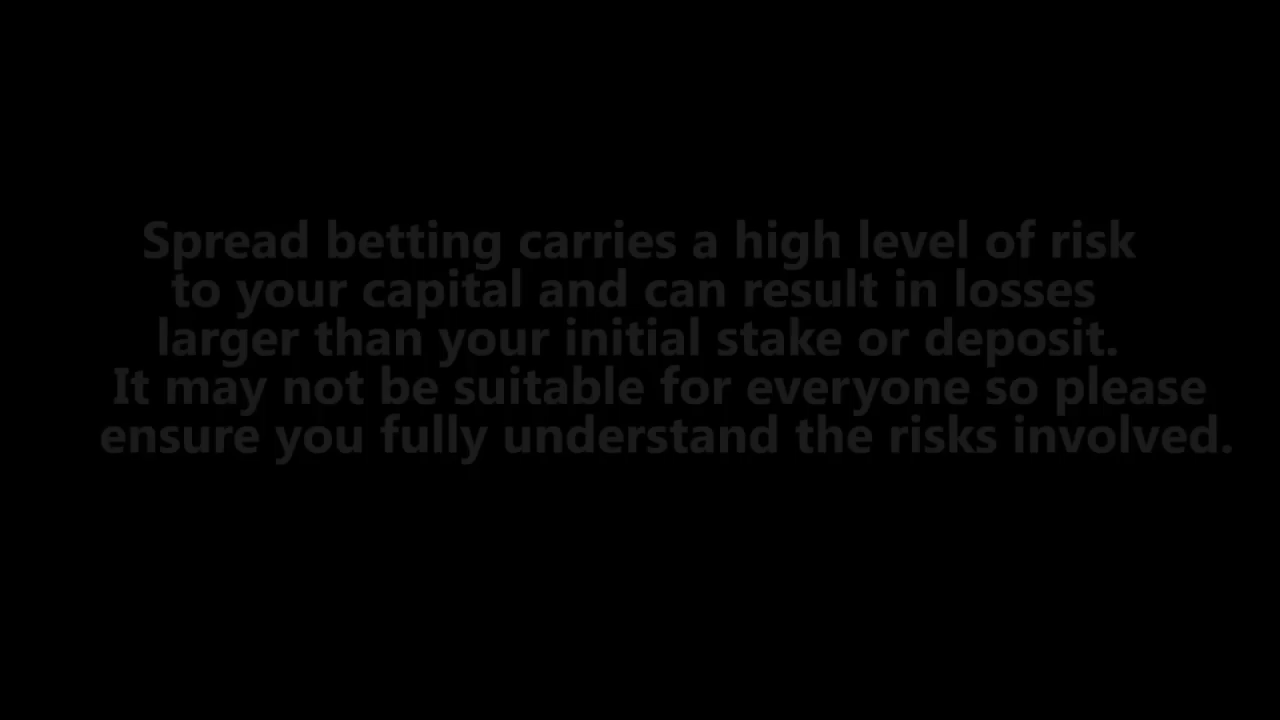 Spread betting carries a high level of risk
to your capital and can result in losses
larger than your initial stake or deposit.
It may not be suitable for everyone so please
ensure you fully understand the risks involved.